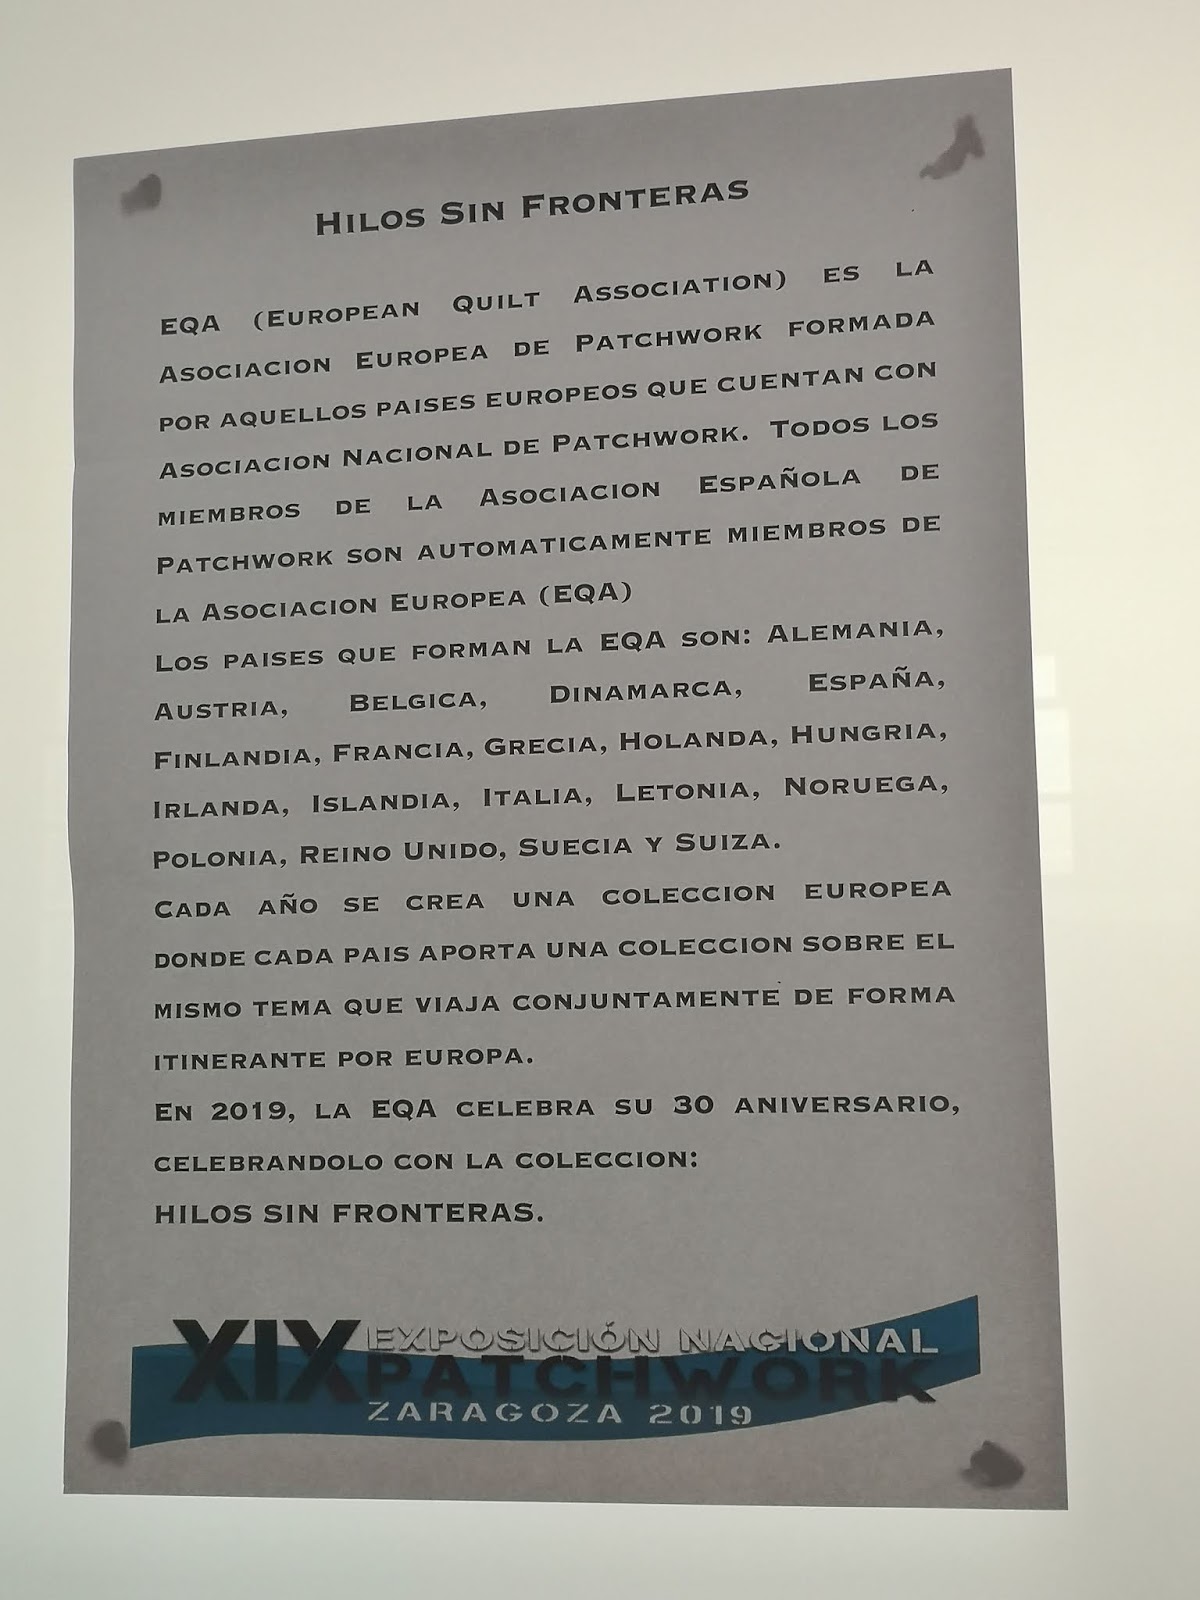 Hilos Sin Fronteras
EQA (European Quilt Association) es la
Asociacion Europea de Patchwork formada
por aquellos paises europeos que cuentan con
Asociacion Nacional de Patchwork. Todos los
miembros de la Asociacion Española de
Patchwork son automaticamente miembros de
la Asociacion Europea (EQA)
Los paises que forman la EQA son: Alemania,
Austria, Belgica, Dinamarca, España,
Finlandia, Francia, Grecia, Holanda, Hungria,
Irlanda, Islandia, Italia, Letonia, Noruega,
Polonia, Reino Unido, Suecia y Suiza.
Cada año se crea una coleccion europea
donde cada pais aporta una coleccion sobre el
mismo tema que viaja conjuntamente de forma
itinerante por europa.
En 2019, la EQA celebra su 30 aniversario,
celebrandolo con la coleccion:
HILOS SIN FRONTERAS.
XIX EXPOSICIÓN NACIONAL
PATCHWORK
ZARAGOZA 2019